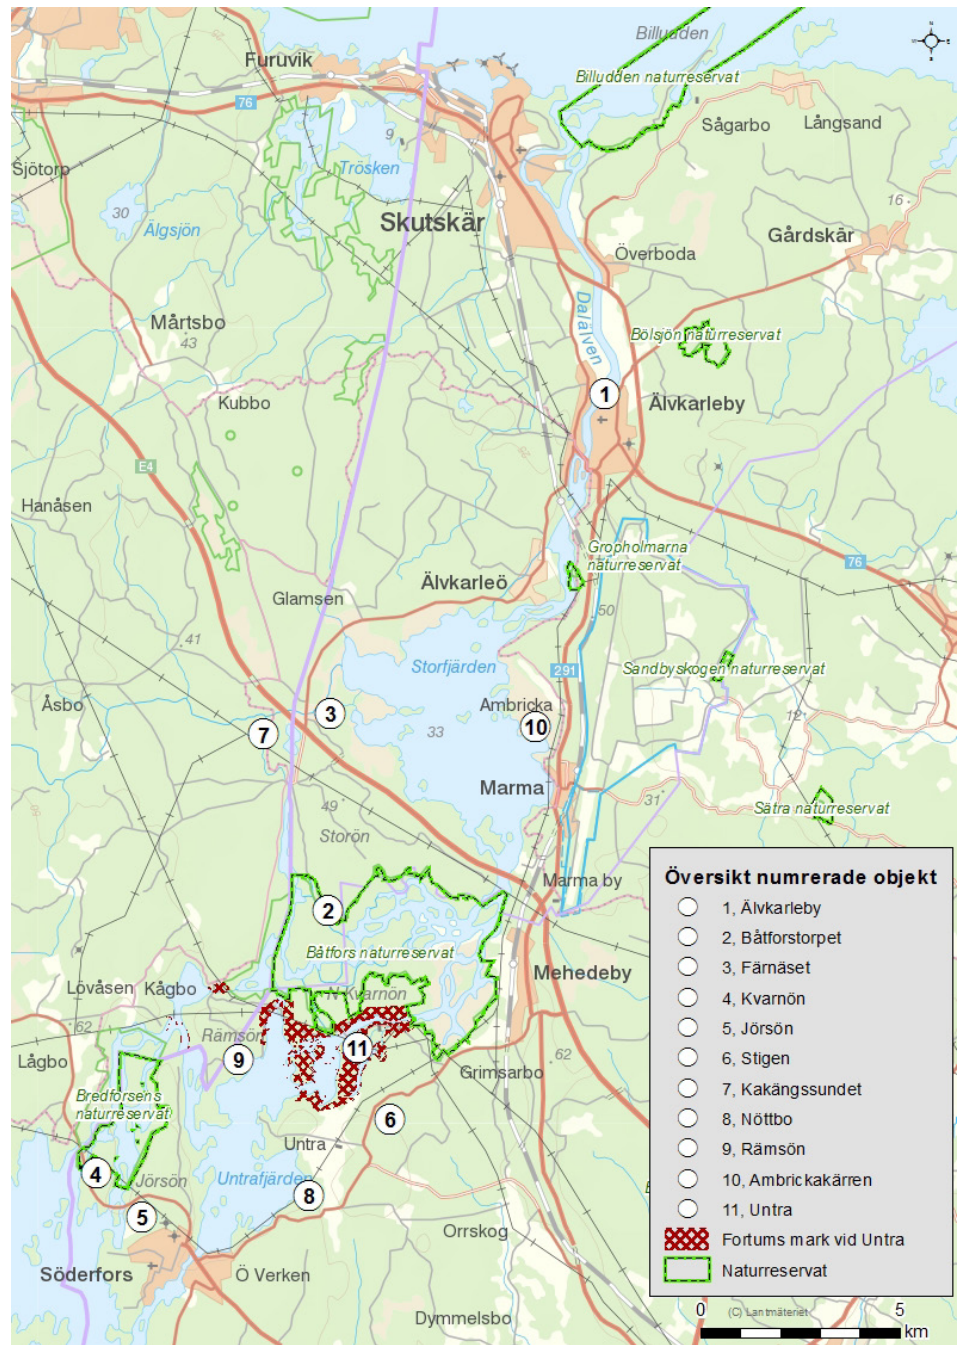 Billudden
Furuvik
Billudden naturreservat
76
9
Sågarbo
Långsand
Sjötorp
Trösken
30
Älgsjön
16
Skutskär
Gårdskär
Överboda
Dalälven
Mårtsbo
43
Bölsjön naturreservat
1
Kubbo
Älvkarleby
E4
Hanåsen
Gropholmarna
naturreservat
76
Älvkarleö
Glamsen
50
41
Storfjärden
291
Sandbyskogen naturreservat
Åsbo
Ambricka
3
12
7
33
10
Marma
49
31
Sätra naturreservat
Storön
Marma by
2
Båtfors naturreservat
Mehedeby
Lövåsen
Kågbo
N Kvarnön
62
Rämsön
11
9
62
Lågbo
Grimsarbo
Bredforsens
naturreservat
6
Untra
4
Jörsön
Untrafjärden
8
5
Orrskog
Söderfors
Ö Verken
Dymmelsbo
Översikt numrerade objekt
1, Älvkarleby
2, Båtforstorpet
3, Färnäset
4, Kvarnön
5, Jörsön
6, Stigen
7, Kakängssundet
8, Nöttbo
9, Rämsön
10, Ambrickakärren
11, Untra
Fortums mark vid Untra
Naturreservat
0
(C) Lantmäteriet
5
km